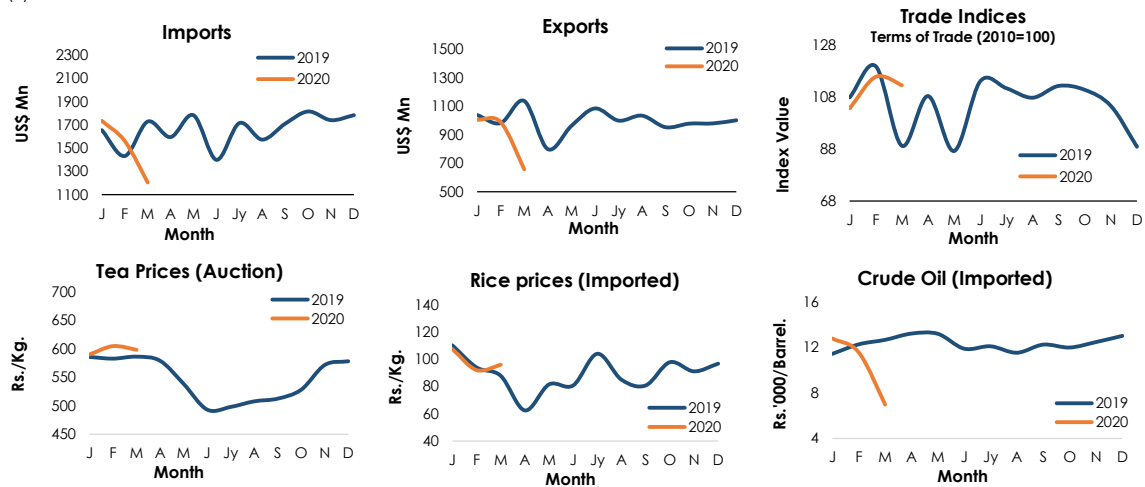 Imports
US$ Mn
2300
2100
1900
1700
1500
1300
1100
2019
2020
J F M A M J Jy A S O N D
Month
Exports
US$ Mn
1500
1300
1100
900
700
500
2019
2020
J F M A M J Jy A S O N D
Month
Trade Indices
Terms of Trade (2010=100)
Index Value
128
108
88
68
2019
2020
J F M A M J Jy A S O N D
Month
Tea Prices (Auction)
Rs./Kg.
700
650
600
550
500
450
2019
2020
J F M A M J Jy A S O N D
Month
Rice prices (Imported)
Rs./Kg.
140
120
100
80
60
40
2019
2020
J F M A M J Jy A S O N D
Month
Crude Oil (Imported)
Rs.'000/Barrel.
16
12
8
4
2019
2020
J F M A M J Jy A S O N D
Month